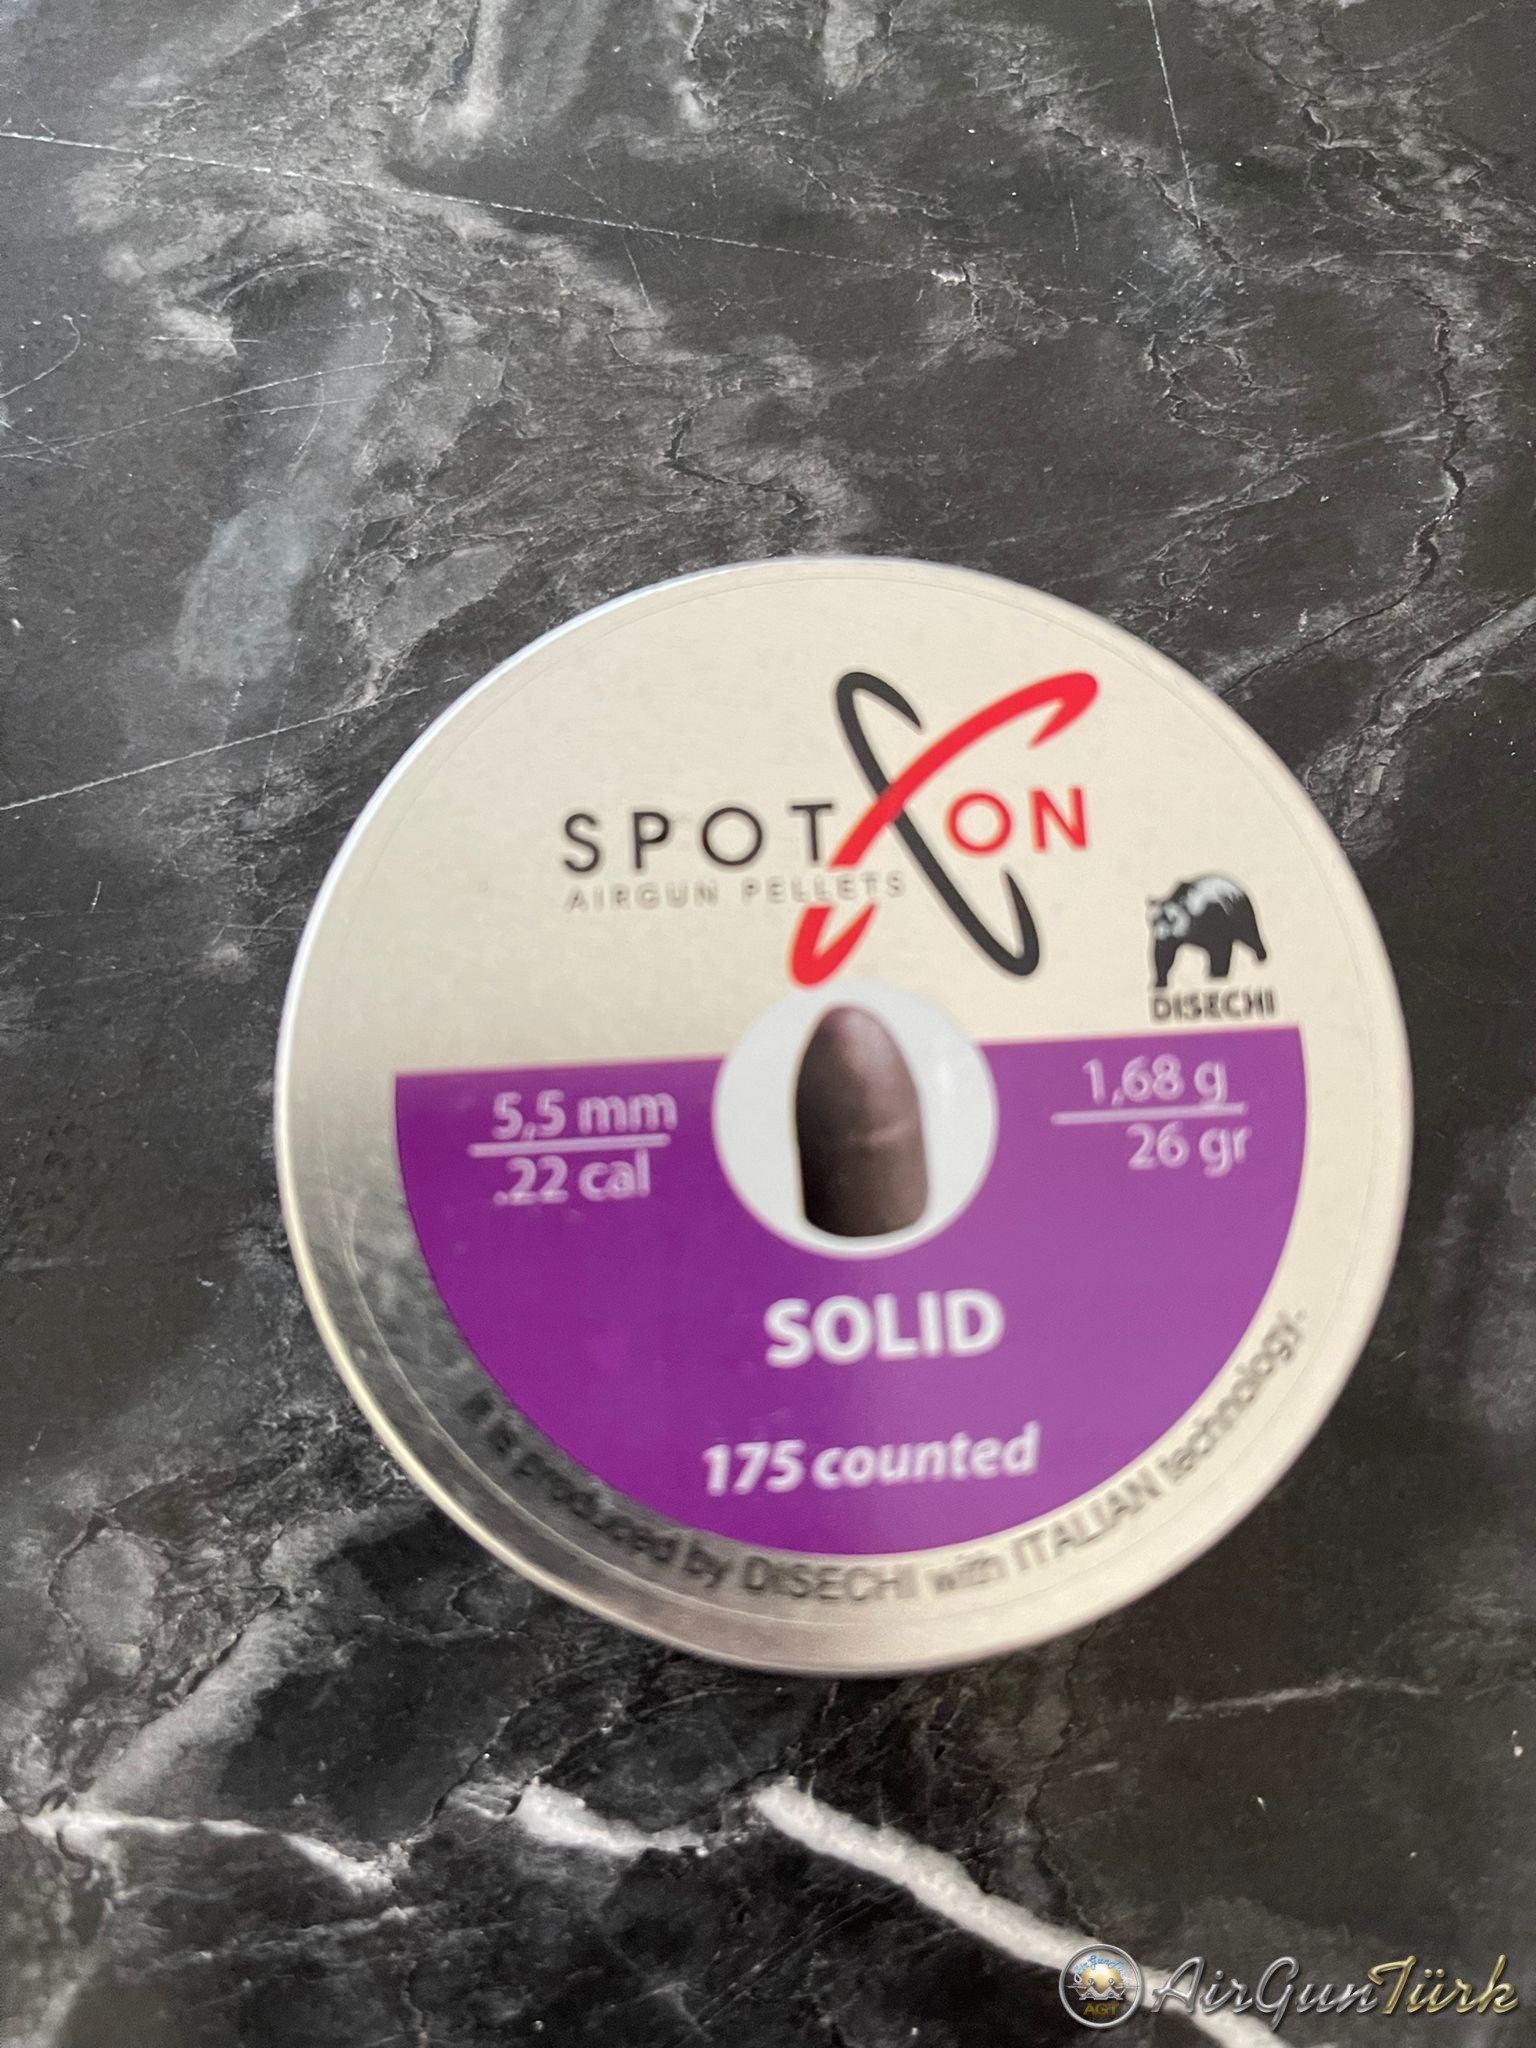 SPOT ON
AIRGUN PELLETS
DISECHI
5,5 mm
.22 cal
1,68 g
26 gr
SOLID
175 counted
It is produced by DISECHI with ITALIAN technology.
AGT
AirGunTürk